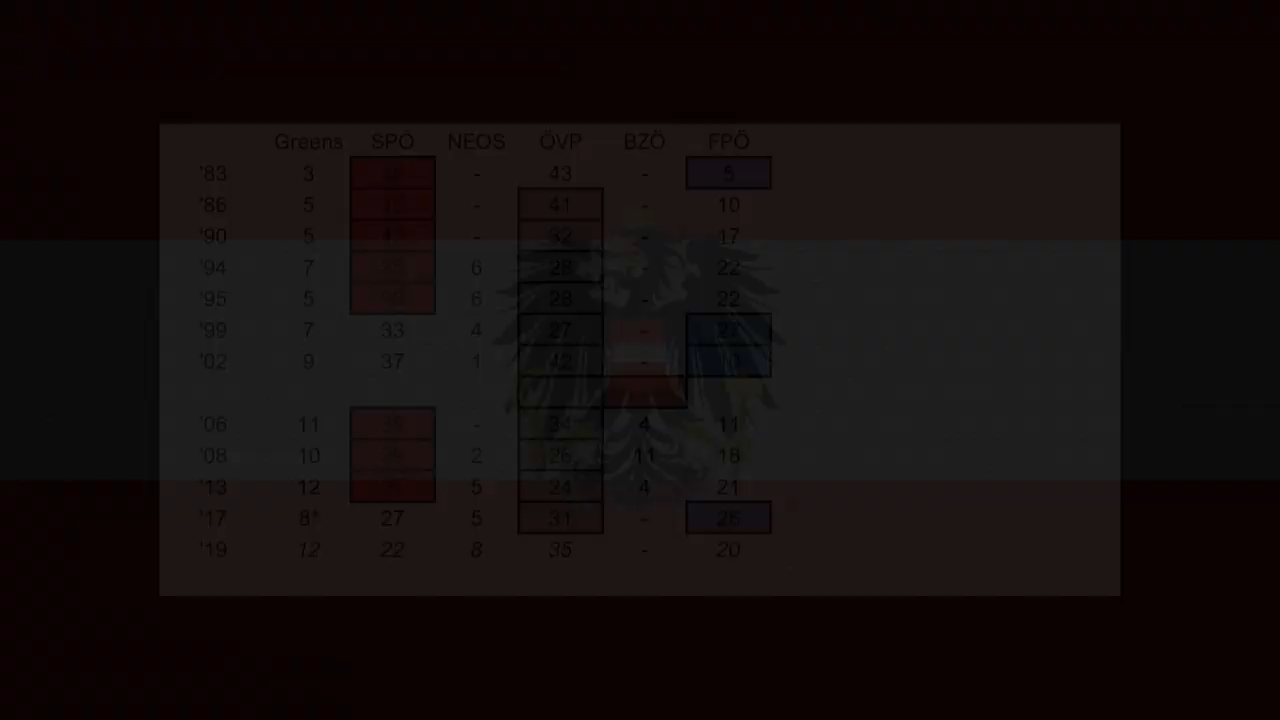 Greens SPÖ NEOS ÖVP BZÖ FPÖ
'83 3 - 43 - 5
'86 5 - 41 - 10
'90 5 - 32 - 17
'94 7 6 28 - 22
'95 5 6 28 - 22
'99 7 33 4 27 - 27
'02 9 37 1 42 -
'06 11 - 34 4 11
'08 10 2 26 11 18
'13 12 5 24 4 21
'17 8* 27 5 31 - 26
'19 12 22 8 35 - 20